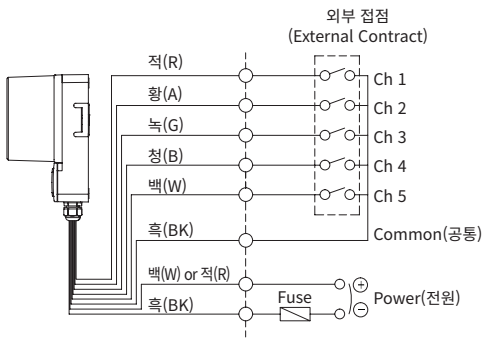 외부 접점
(External Contract)
적(R)
Ch 1
황(A)
Ch 2
녹(G)
Ch 3
청(B)
Ch 4
백(W)
Ch 5
흑(BK)
Common(공통)
백(W) or 적(R)
+
Fuse
Power(전원)
흑(BK)
−